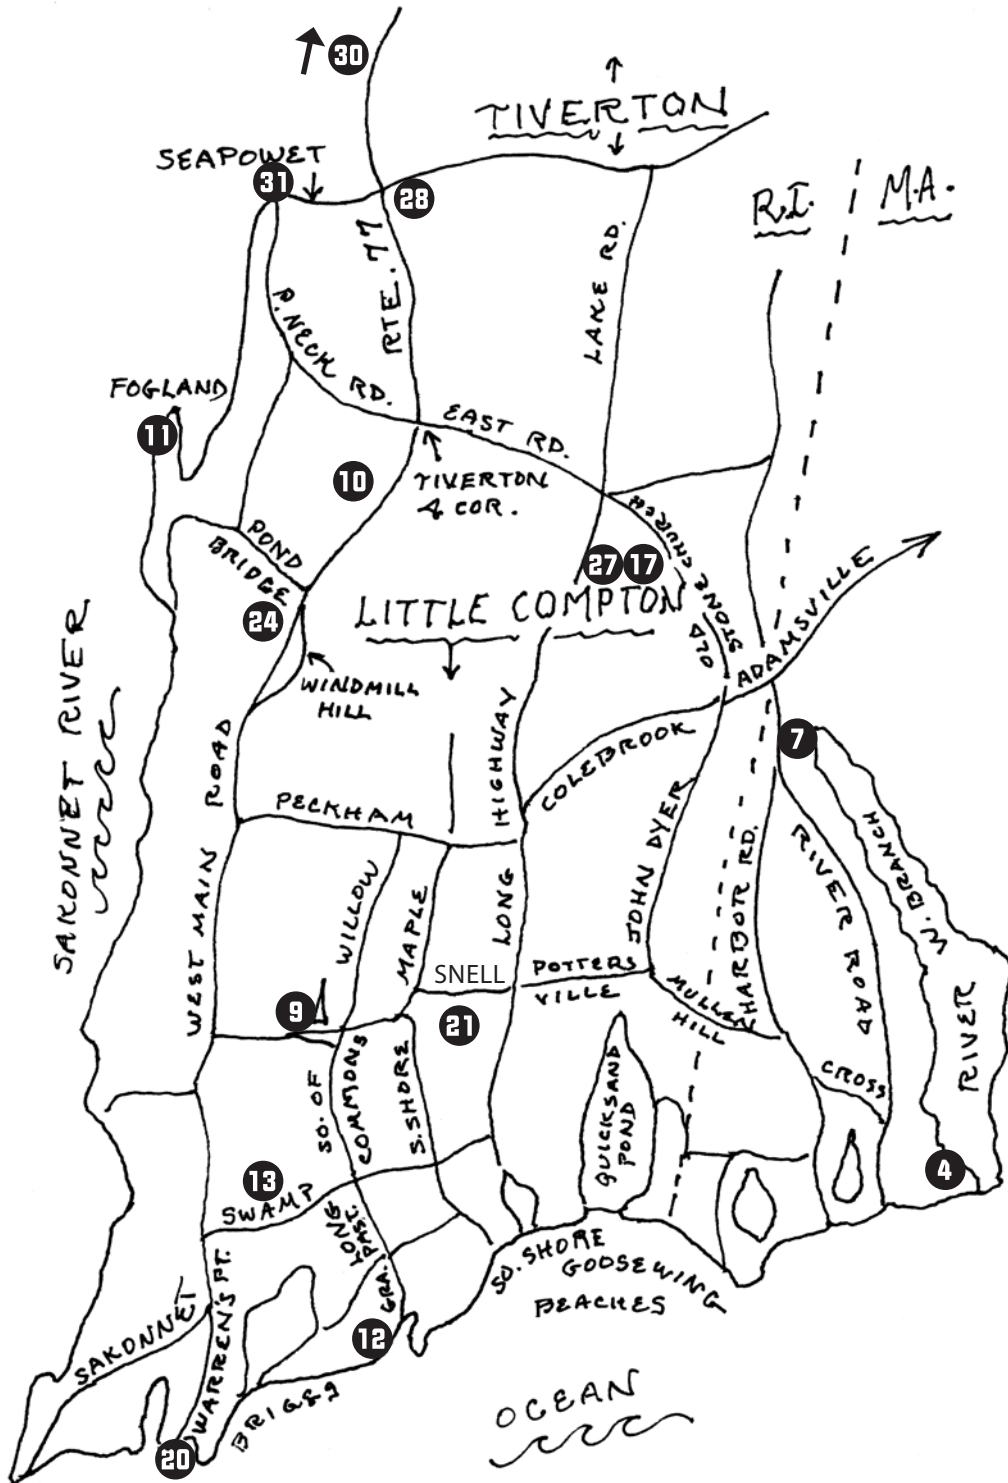 30
TIVERTON
SEAPOWET
31
28
R.I.
M.A.
RTE. 77
LAKE RD.
P. NECK RD.
FOGLAND
11
EAST RD.
10
TIVERTON
4 COR.
OLD STONE CHURCH
POND
BRIDGE
27
17
24
LITTLE COMPTON
ADAMSVILLE
WINDMILL
HILL
SAKONNET RIVER
7
COLEBROOK
PECKHAM
LONG HIGHWAY
WEST MAIN ROAD
WILLOW
MAPLE
JOHN DYER
HARBOR RD.
RIVER ROAD
W. BRANCH
RIVER
SNELL
POTTERS
VILLE
MULLEN
HILL
9
21
SO. OF
COMMONS
S. SHORE
QUICKSAND
POND
CROSS
4
13
SWAMP
LONG
PAST.
GRA.
SO. SHORE
GOOSEWING
BEACHES
SAKONNET
WARREN'S PT.
12
BRIGGS
20
OCEAN